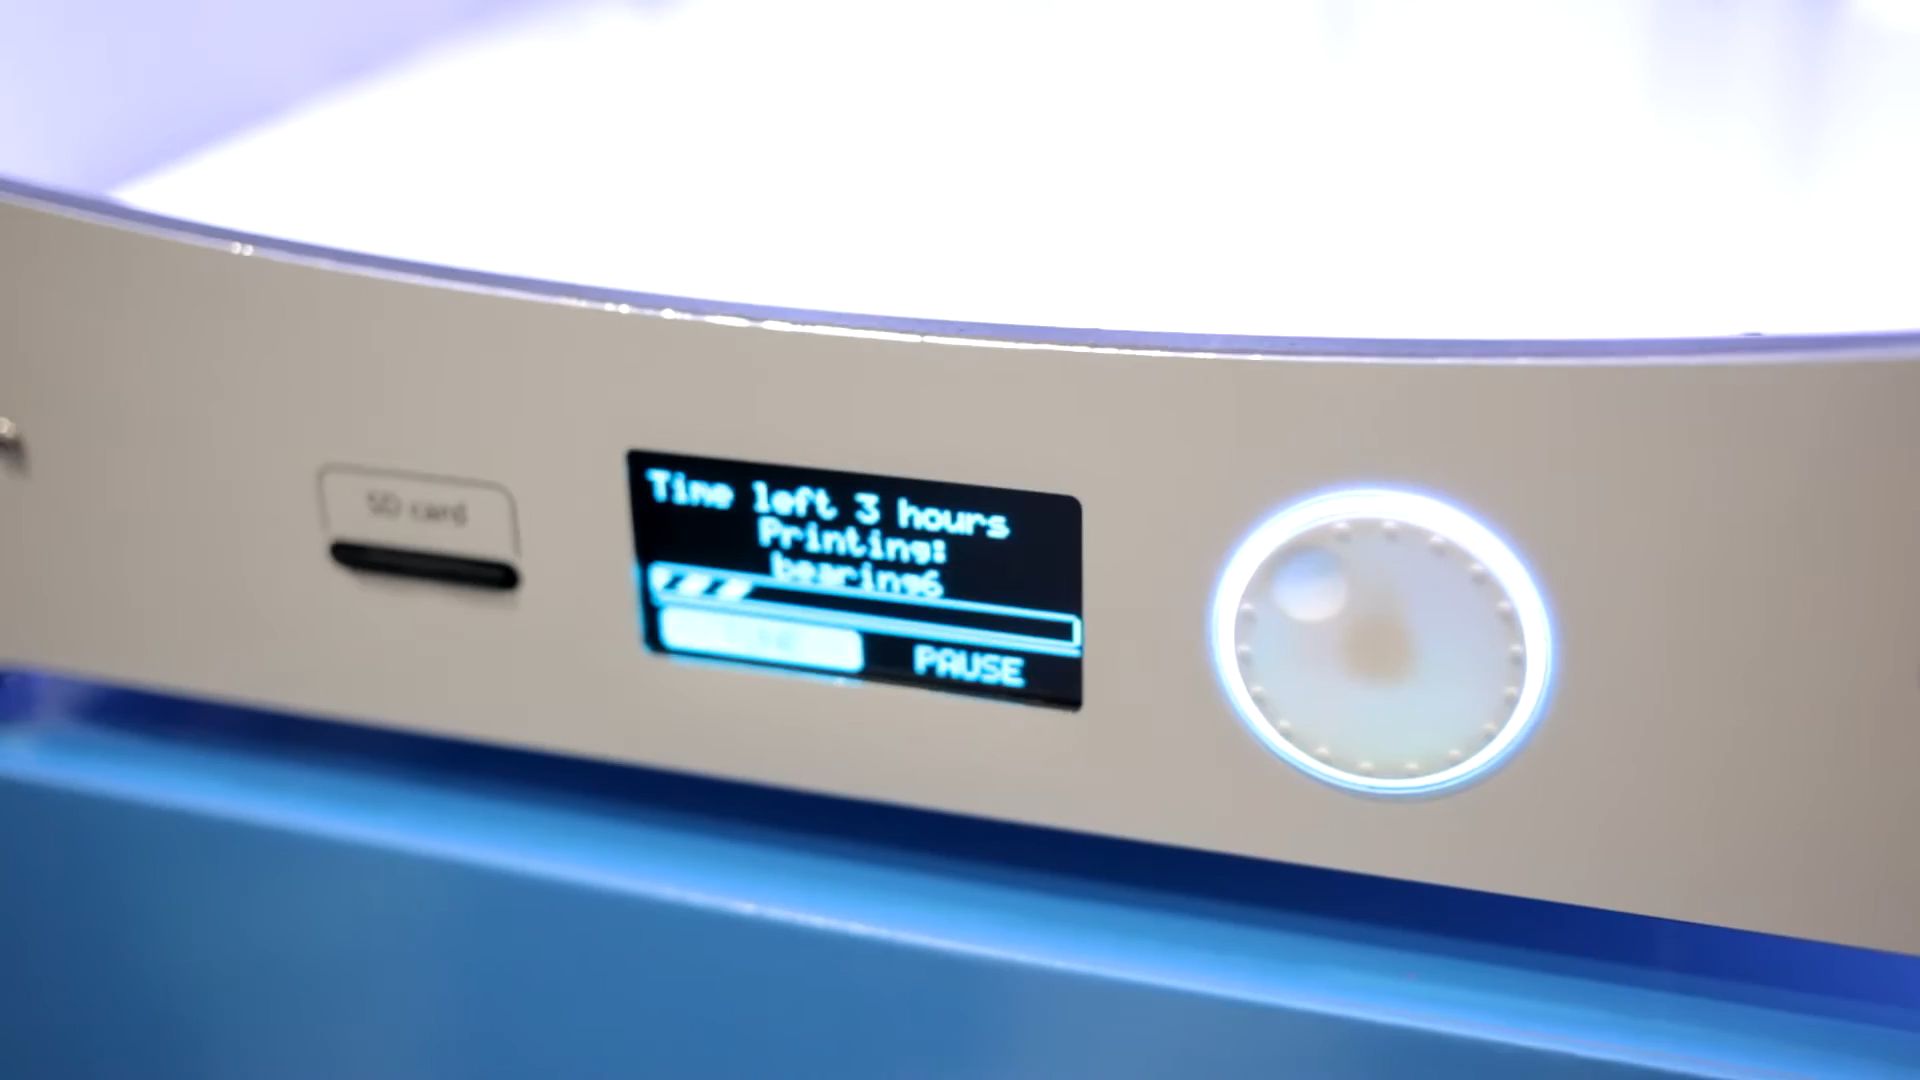 SD card
Time left 3 hours
Printing:
bearing6
PAUSE